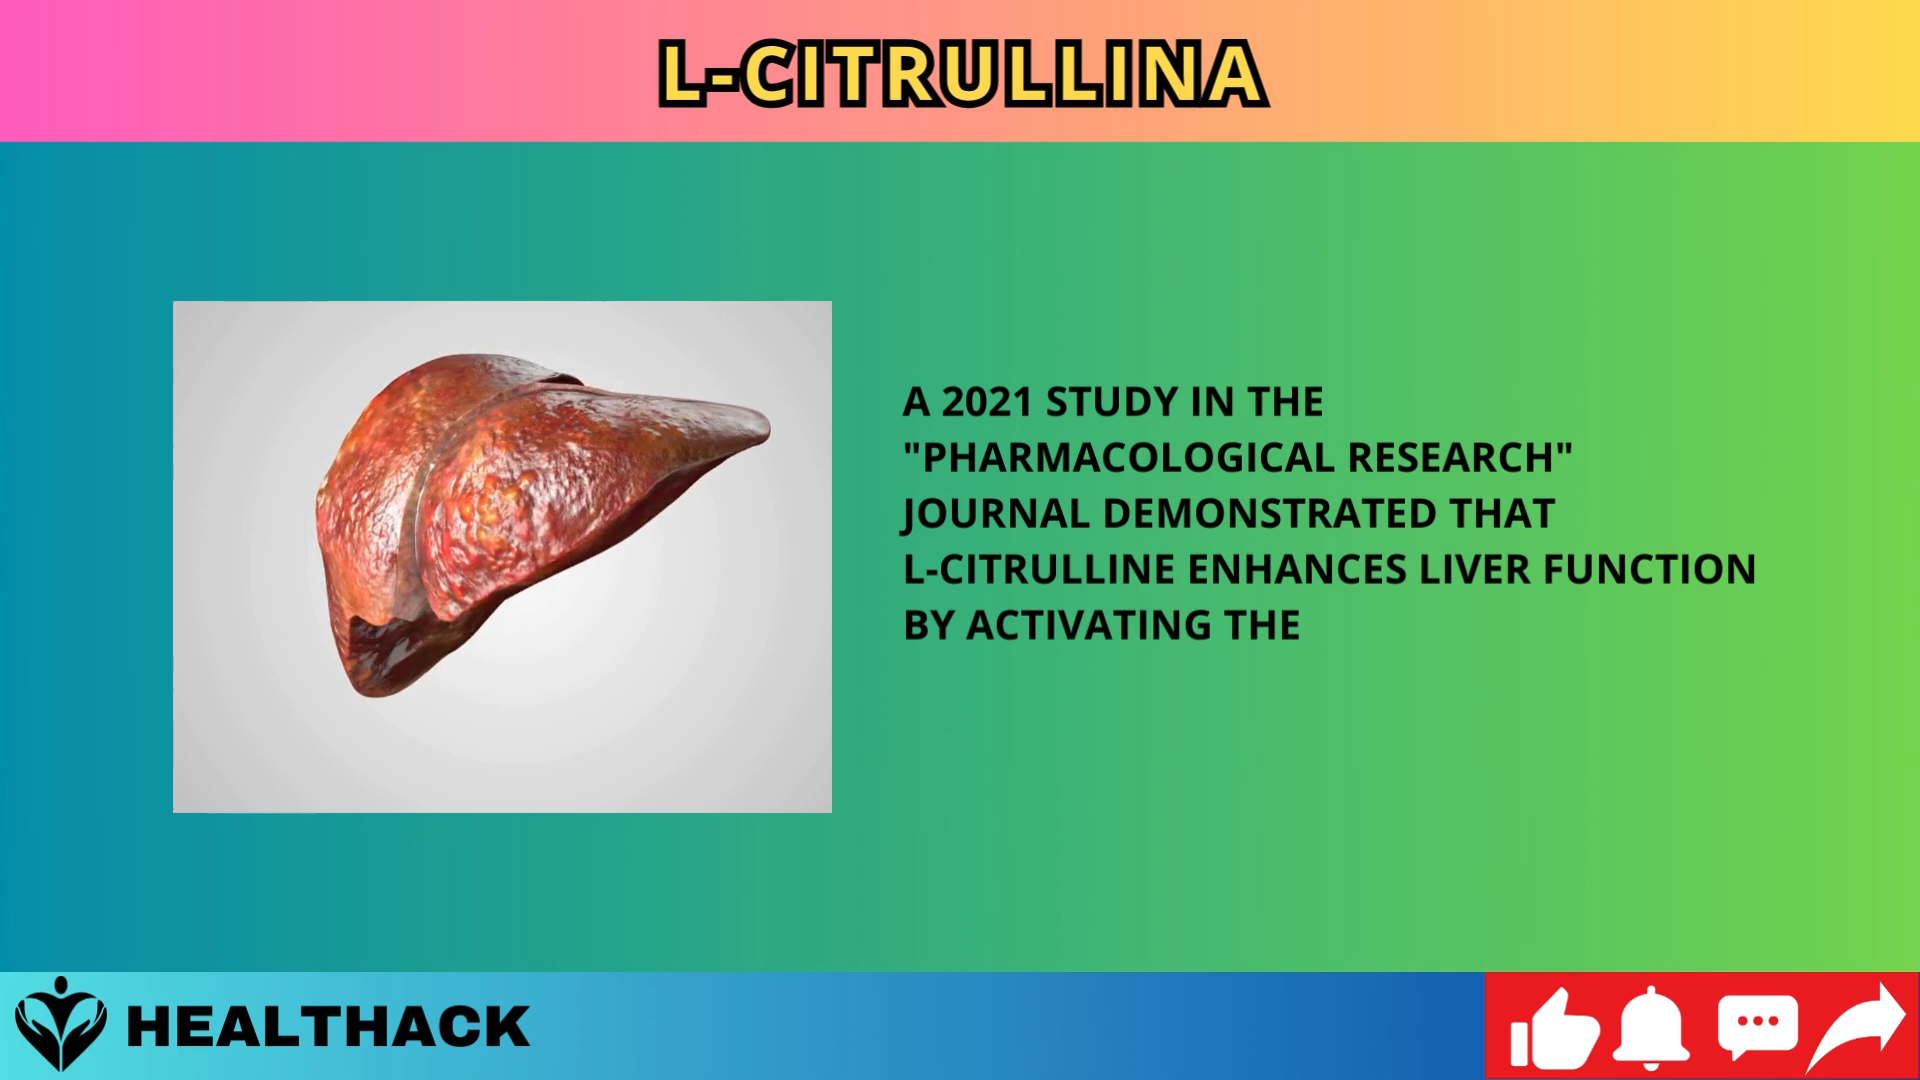 L-CITRULLINA
A 2021 STUDY IN THE
"PHARMACOLOGICAL RESEARCH"
JOURNAL DEMONSTRATED THAT
L-CITRULLINE ENHANCES LIVER FUNCTION
BY ACTIVATING THE
HEALTHACK